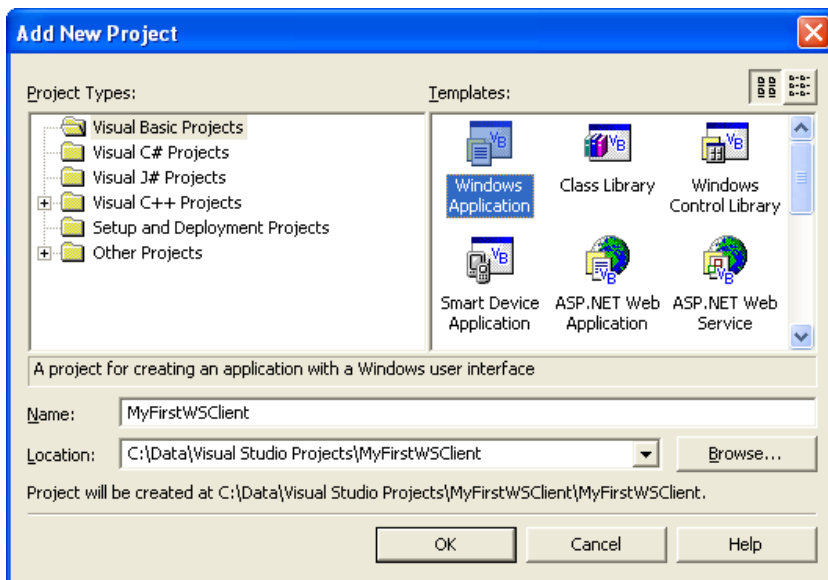 Add New Project
Project Types:
Templates:
Visual Basic Projects
Visual C# Projects
Visual J# Projects
Visual C++ Projects
Setup and Deployment Projects
Other Projects
Windows
Application
Class Library
Windows
Control Library
Smart Device
Application
ASP.NET Web
Application
ASP.NET Web
Service
A project for creating an application with a Windows user interface
Name:
MyFirstWSClient
Location:
C:\Data\Visual Studio Projects\MyFirstWSClient
Browse...
Project will be created at C:\Data\Visual Studio Projects\MyFirstWSClient\MyFirstWSClient.
OK
Cancel
Help